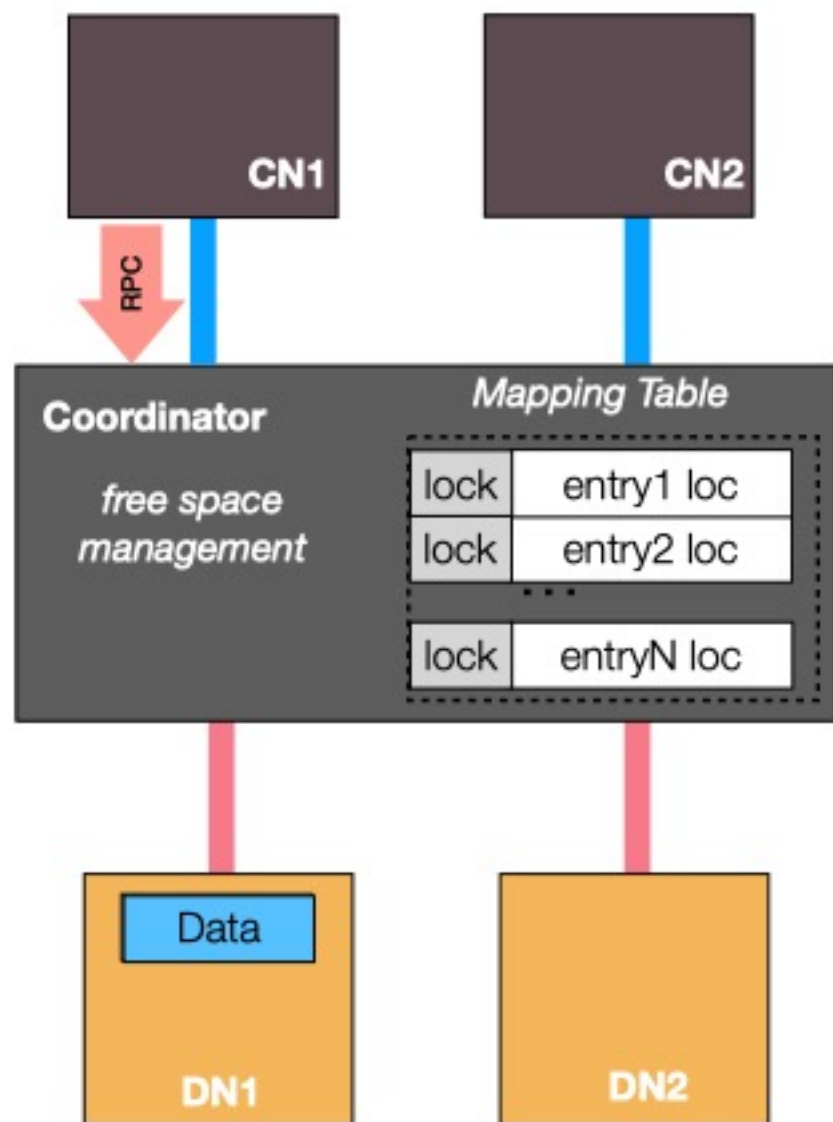 CN1
CN2
RPC
Coordinator
free space
management
Mapping Table
lock entry1 loc
lock entry2 loc
...
lock entryN loc
Data
DN1
DN2